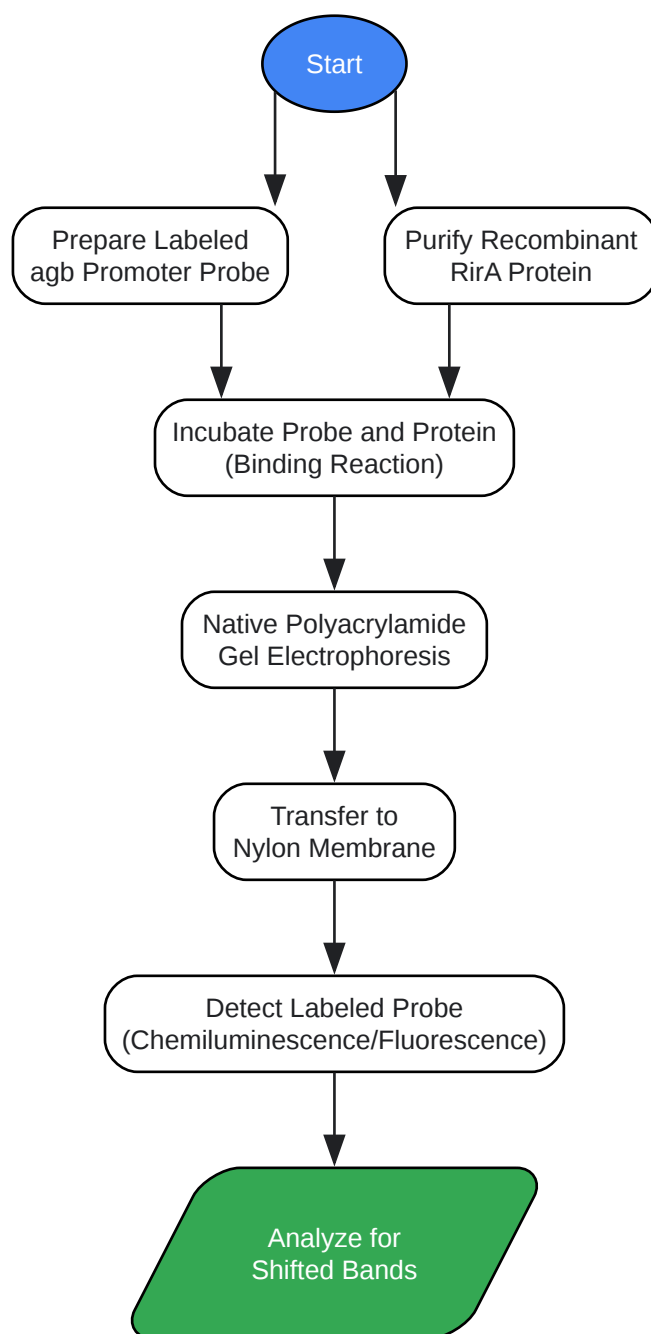 Start
Prepare Labeled
agb Promoter Probe
Purify Recombinant
RirA Protein
Incubate Probe and Protein
(Binding Reaction)
Native Polyacrylamide
Gel Electrophoresis
Transfer to
Nylon Membrane
Detect Labeled Probe
(Chemiluminescence/Fluorescence)
Analyze for
Shifted Bands